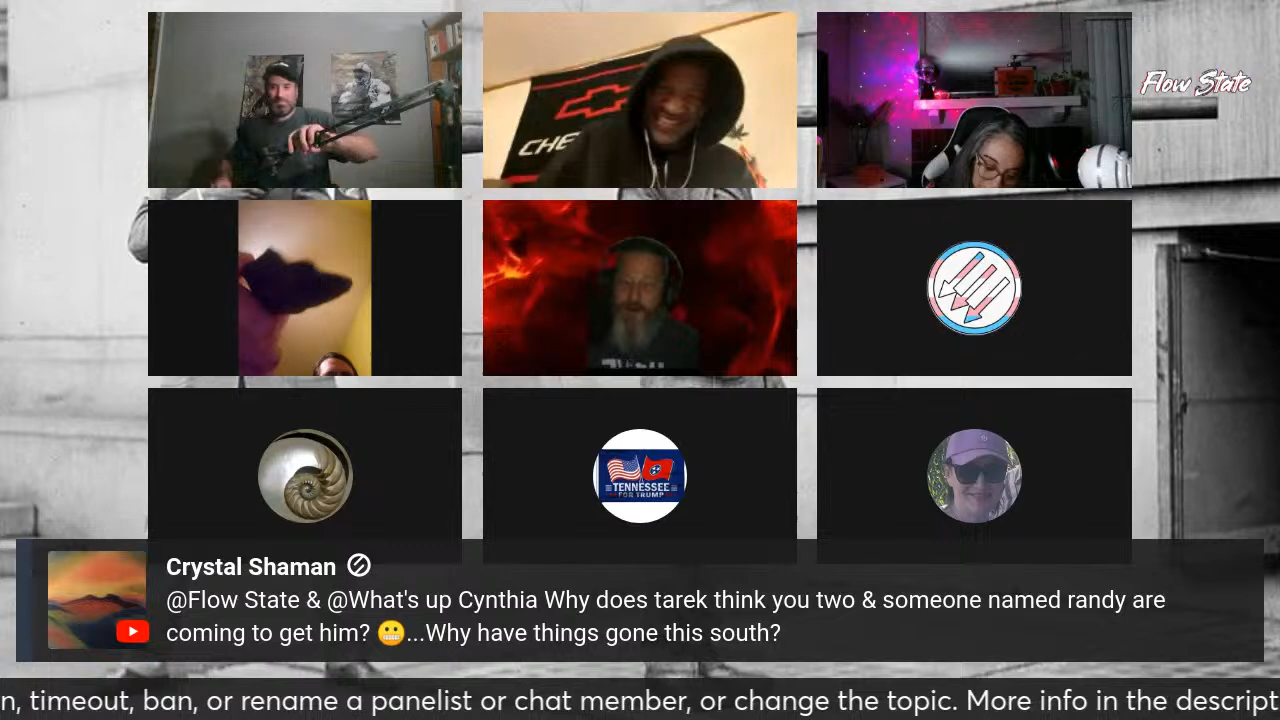 Flow State
CHE
TENNESSEE
FOR TRUMP
Crystal Shaman
@Flow State & @What's up Cynthia Why does tarek think you two & someone named randy are
coming to get him? 😬...Why have things gone this south?
n, timeout, ban, or rename a panelist or chat member, or change the topic. More info in the descript